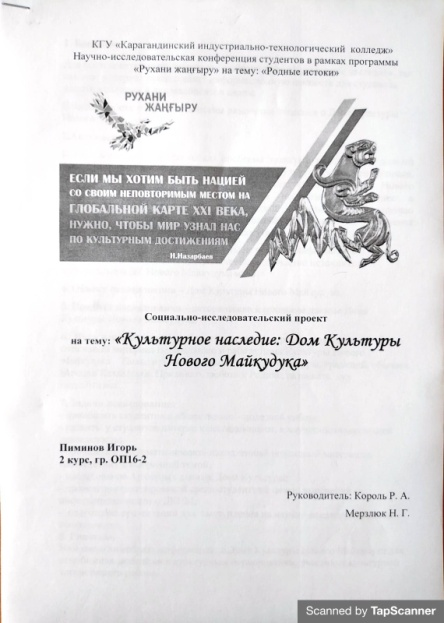 КГУ «Карагандинский индустриально-технологический колледж»
Научно-исследовательская конференция студентов в рамках программы
«Рухани жаңғыру» на тему: «Родные истоки»
РУХАНИ
ЖАҢҒЫРУ
ЕСЛИ МЫ ХОТИМ БЫТЬ НАЦИЕЙ
СО СВОИМ НЕПОВТОРИМЫМ МЕСТОМ НА
ГЛОБАЛЬНОЙ КАРТЕ XXI ВЕКА,
НУЖНО, ЧТОБЫ МИР УЗНАЛ НАС
ПО КУЛЬТУРНЫМ ДОСТИЖЕНИЯМ
Н.Назарбаев
Социально-исследовательский проект
на тему: «Культурное наследие: Дом Культуры
Нового Майкудука»
Пиминов Игорь
2 курс, гр. ОП16-2
Руководитель: Король Р. А.
Мерзлюк Н. Г.
Scanned by TapScanner